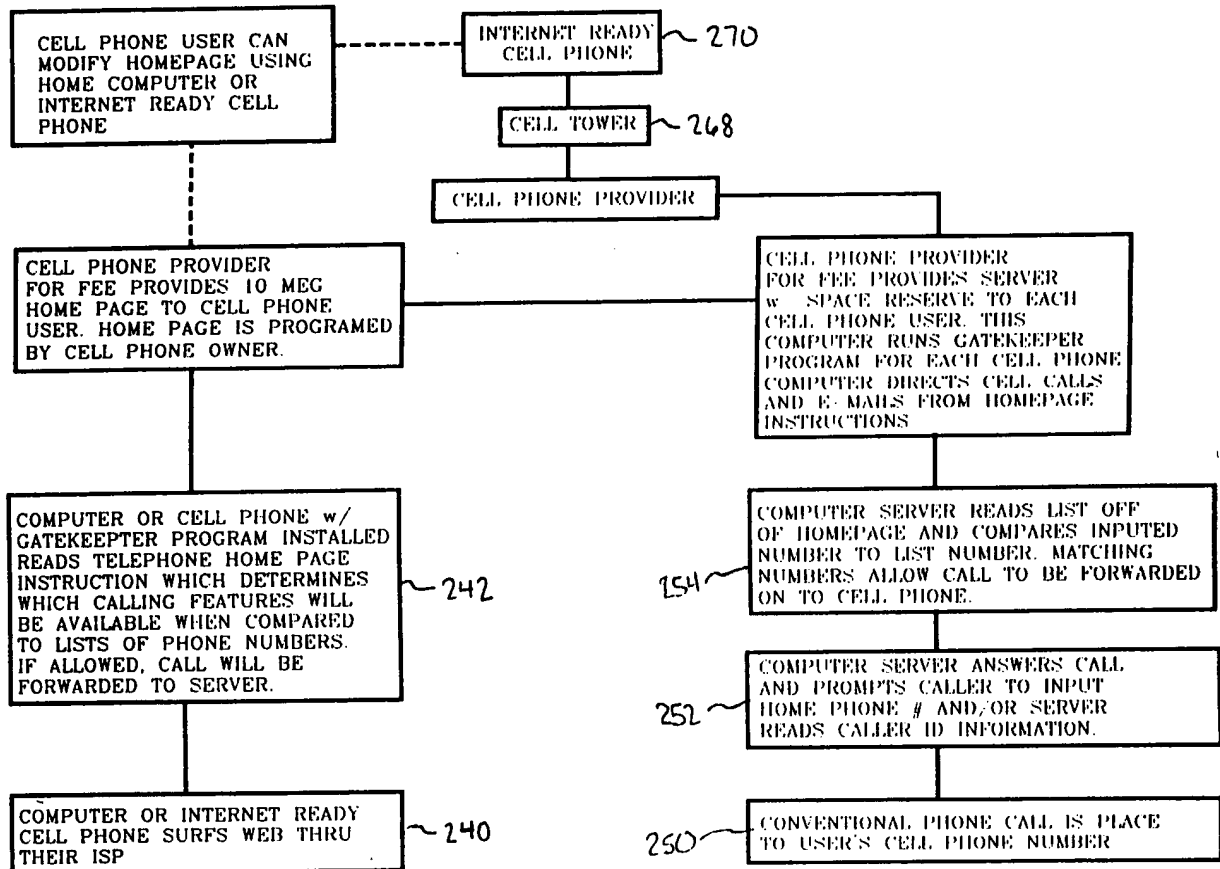 CELL PHONE USER CAN
MODIFY HOMEPAGE USING
HOME COMPUTER OR
INTERNET READY CELL
PHONE
INTERNET READY
CELL PHONE
270
CELL TOWER
268
CELL PHONE PROVIDER
CELL PHONE PROVIDER
FOR FEE PROVIDES 10 MEG
HOME PAGE TO CELL PHONE
USER. HOME PAGE IS PROGRAMED
BY CELL PHONE OWNER.
CELL PHONE PROVIDER
FOR FEE PROVIDES SERVER
w SPACE RESERVE TO EACH
CELL PHONE USER. THIS
COMPUTER RUNS GATEKEEPER
PROGRAM FOR EACH CELL PHONE
COMPUTER DIRECTS CELL CALLS
AND E-MAILS FROM HOMEPAGE
INSTRUCTIONS
COMPUTER OR CELL PHONE w/
GATEKEEPTER PROGRAM INSTALLED
READS TELEPHONE HOME PAGE
INSTRUCTION WHICH DETERMINES
WHICH CALLING FEATURES WILL
BE AVAILABLE WHEN COMPARED
TO LISTS OF PHONE NUMBERS.
IF ALLOWED, CALL WILL BE
FORWARDED TO SERVER.
242
COMPUTER SERVER READS LIST OFF
OF HOMEPAGE AND COMPARES INPUTED
NUMBER TO LIST NUMBER. MATCHING
NUMBERS ALLOW CALL TO BE FORWARDED
ON TO CELL PHONE.
254
COMPUTER SERVER ANSWERS CALL
AND PROMPTS CALLER TO INPUT
HOME PHONE # AND/OR SERVER
READS CALLER ID INFORMATION.
252
COMPUTER OR INTERNET READY
CELL PHONE SURFS WEB THRU
THEIR ISP
240
CONVENTIONAL PHONE CALL IS PLACE
TO USER'S CELL PHONE NUMBER
250